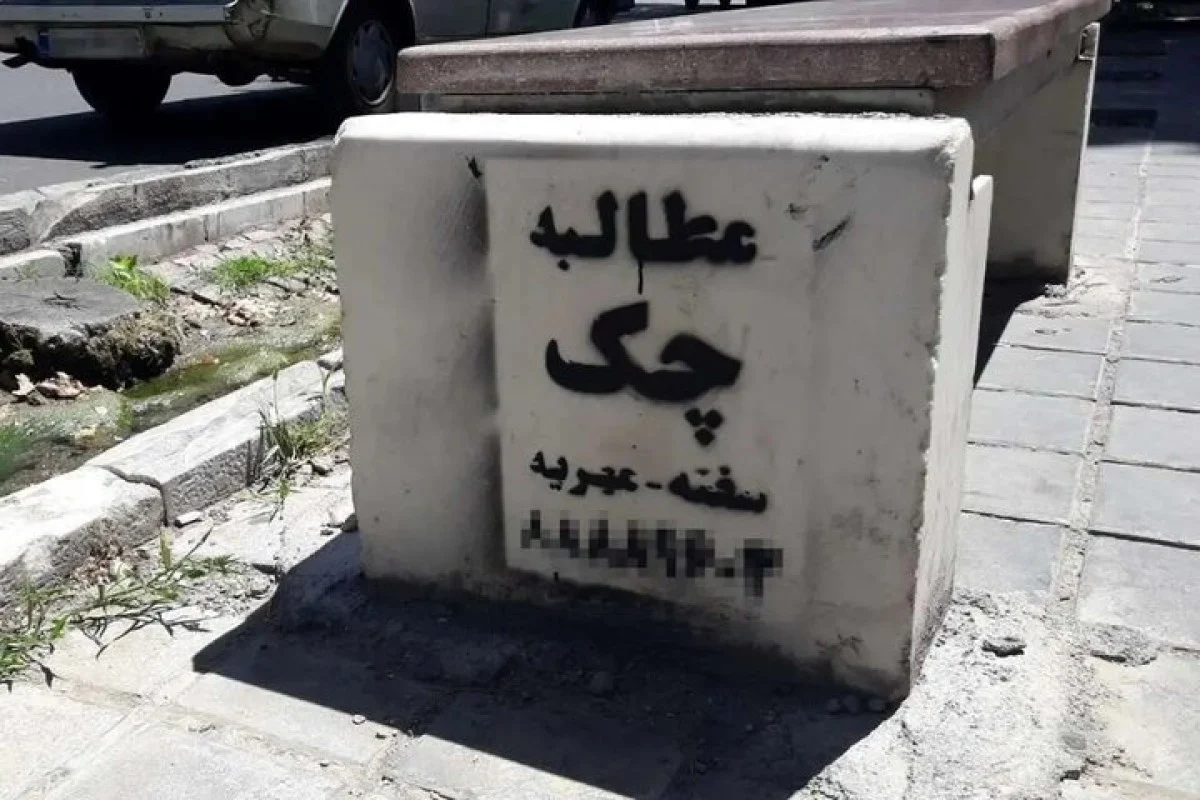 مطالبه
چک
سفته - مهریه